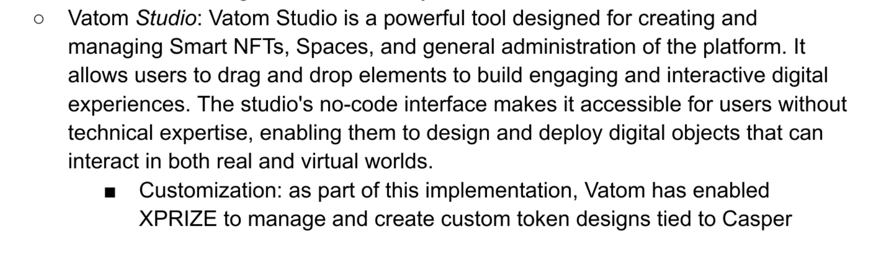 ○ Vatom Studio: Vatom Studio is a powerful tool designed for creating and
managing Smart NFTs, Spaces, and general administration of the platform. It
allows users to drag and drop elements to build engaging and interactive digital
experiences. The studio's no-code interface makes it accessible for users without
technical expertise, enabling them to design and deploy digital objects that can
interact in both real and virtual worlds.
■ Customization: as part of this implementation, Vatom has enabled
XPRIZE to manage and create custom token designs tied to Casper